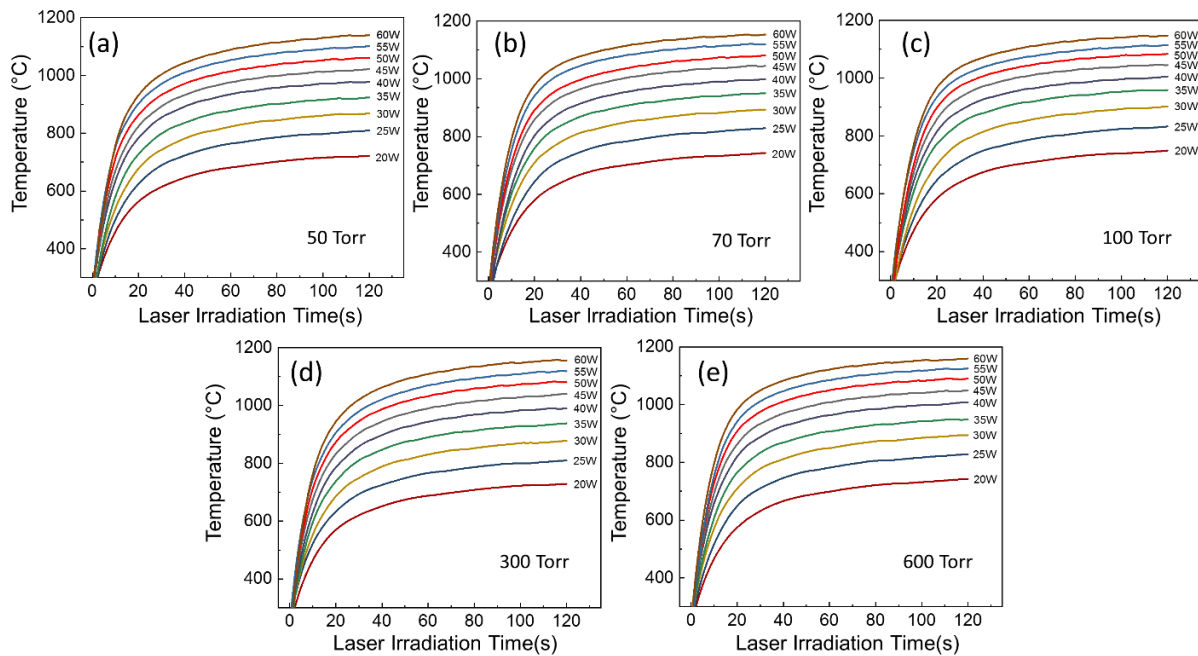 (a)
Temperature (°C)
1200
1000
800
600
400
60W
55W
50W
45W
40W
35W
30W
25W
20W
50 Torr
0 20 40 60 80 100 120
Laser Irradiation Time(s)
(b)
Temperature (°C)
1200
1000
800
600
400
60W
55W
50W
45W
40W
35W
30W
25W
20W
70 Torr
0 20 40 60 80 100 120
Laser Irradiation Time(s)
(c)
Temperature (°C)
1200
1000
800
600
400
60W
55W
50W
45W
40W
35W
30W
25W
20W
100 Torr
0 20 40 60 80 100 120
Laser Irradiation Time(s)
(d)
Temperature (°C)
1200
1000
800
600
400
60W
55W
50W
45W
40W
35W
30W
25W
20W
300 Torr
0 20 40 60 80 100 120
Laser Irradiation Time(s)
(e)
Temperature (°C)
1200
1000
800
600
400
60W
55W
50W
45W
40W
35W
30W
25W
20W
600 Torr
0 20 40 60 80 100 120
Laser Irradiation Time(s)